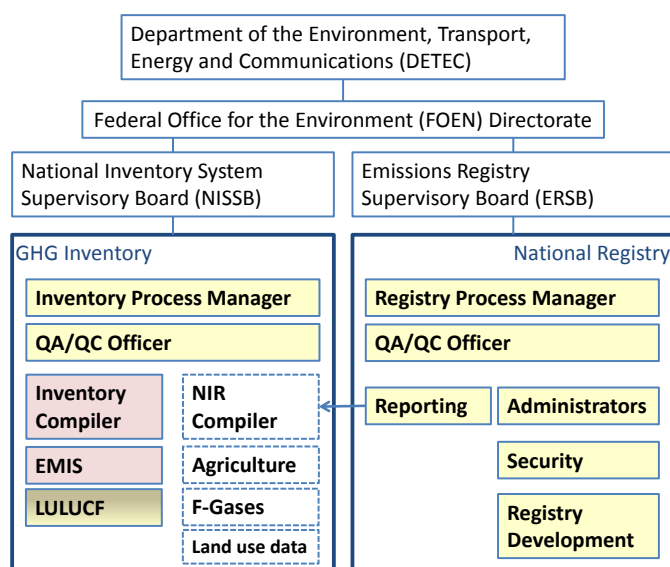 Department of the Environment, Transport,
Energy and Communications (DETEC)
Federal Office for the Environment (FOEN) Directorate
National Inventory System
Supervisory Board (NISSB)
Emissions Registry
Supervisory Board (ERSB)
GHG Inventory
Inventory Process Manager
QA/QC Officer
Inventory
Compiler
NIR
Compiler
EMIS
Agriculture
LULUCF
F-Gases
Land use data
National Registry
Registry Process Manager
QA/QC Officer
Reporting
Administrators
Security
Registry
Development